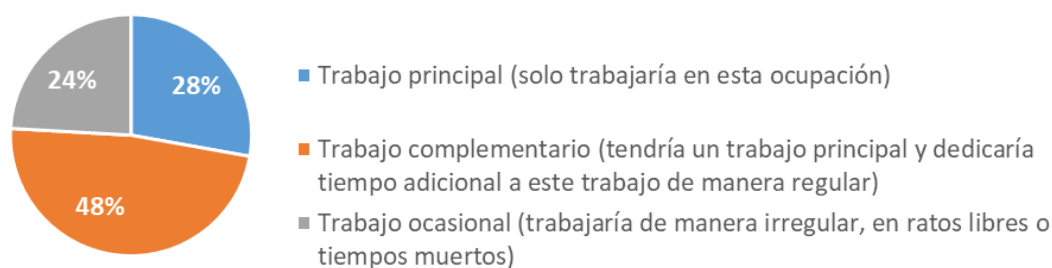 24%
28%
48%
Trabajo principal (solo trabajaría en esta ocupación)
Trabajo complementario (tendría un trabajo principal y dedicaría
tiempo adicional a este trabajo de manera regular)
Trabajo ocasional (trabajaría de manera irregular, en ratos libres o
tiempos muertos)